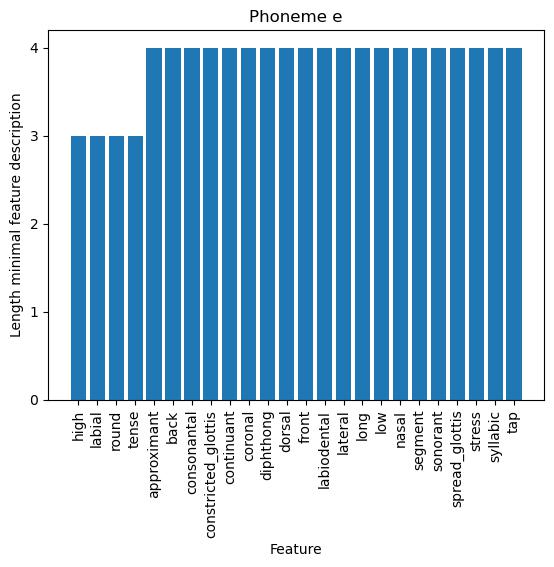 Phoneme e
Length minimal feature description
4
3
2
1
0
high
labial
round
tense
approximant
back
consonantal
constricted_glottis
continuant
coronal
diphthong
dorsal
front
labiodental
lateral
long
low
nasal
segment
sonorant
spread_glottis
stress
syllabic
tap
Feature